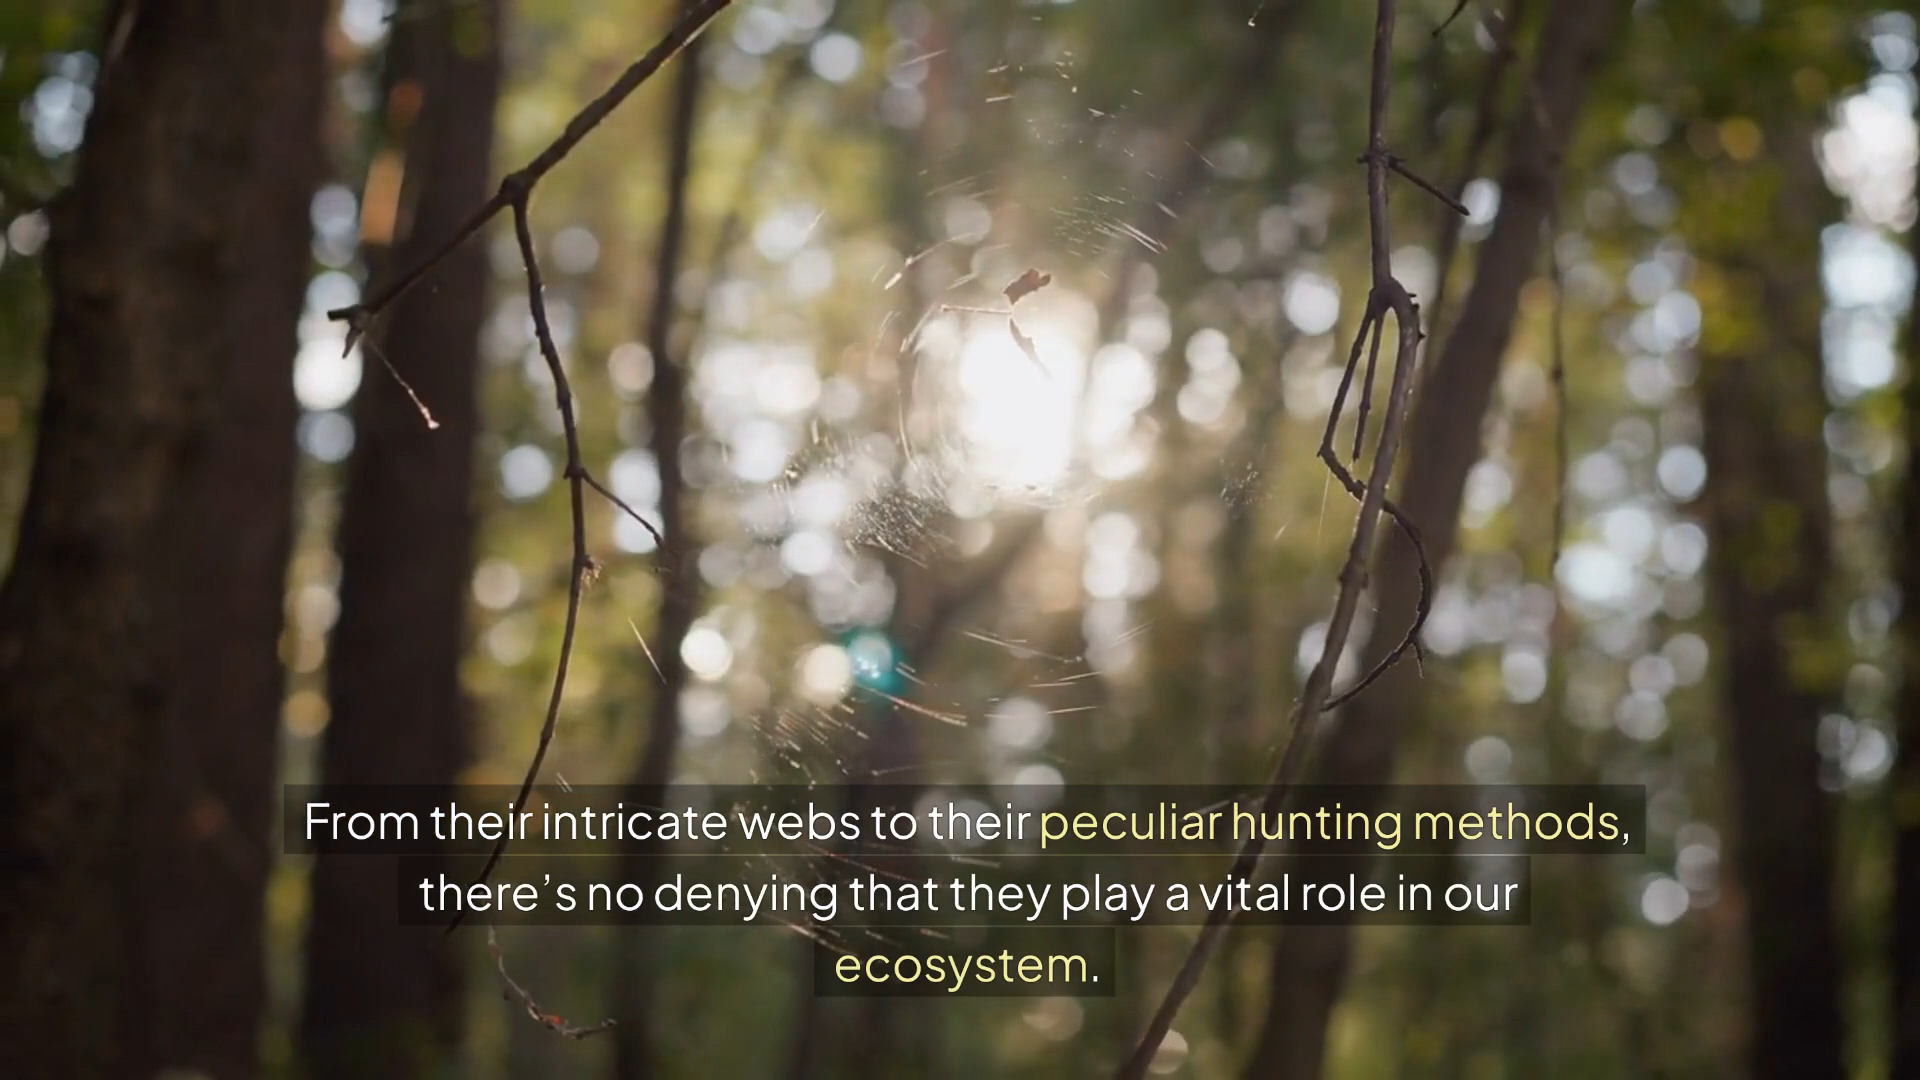 From their intricate webs to their peculiar hunting methods,
there’s no denying that they play a vital role in our
ecosystem.